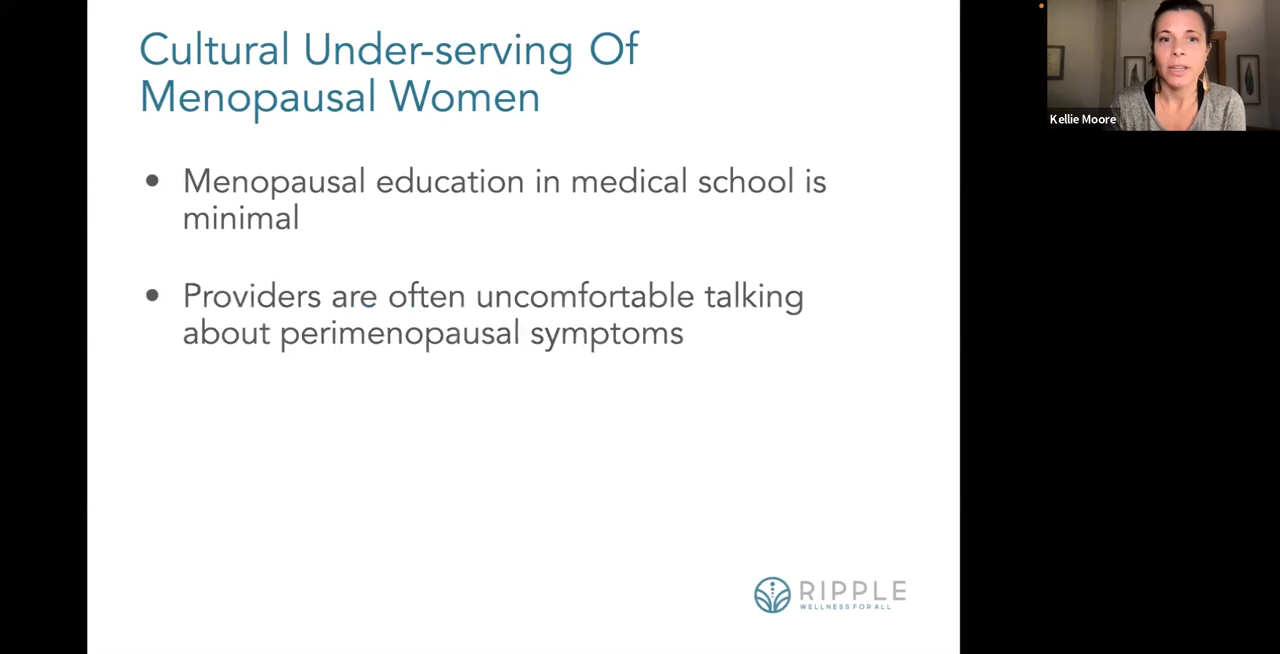 Cultural Under-serving Of
Menopausal Women
• Menopausal education in medical school is
minimal
• Providers are often uncomfortable talking
about perimenopausal symptoms
RIPPLE
WELLNESS FOR ALL
Kellie Moore